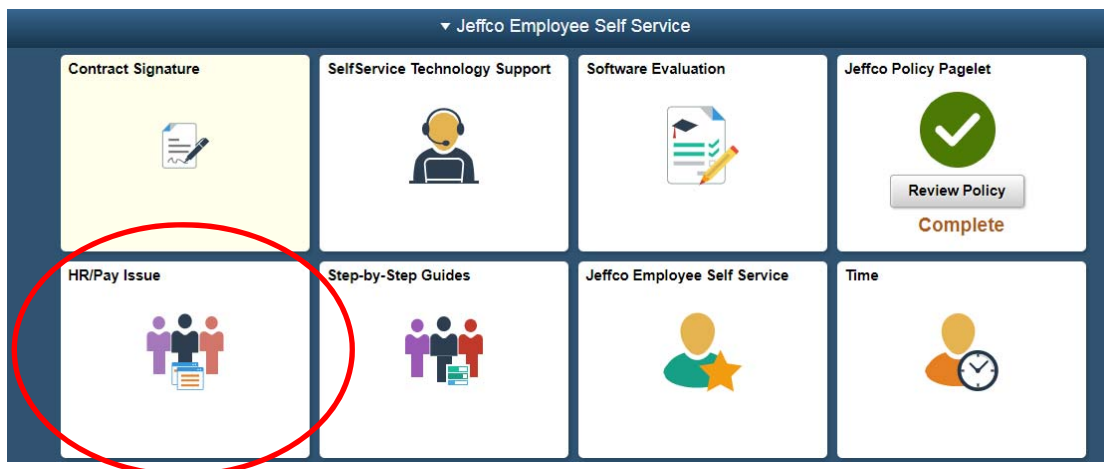 Jeffco Employee Self Service
Contract Signature
SelfService Technology Support
Software Evaluation
Jeffco Policy Pagelet
Review Policy
Complete
HR/Pay Issue
Step-by-Step Guides
Jeffco Employee Self Service
Time